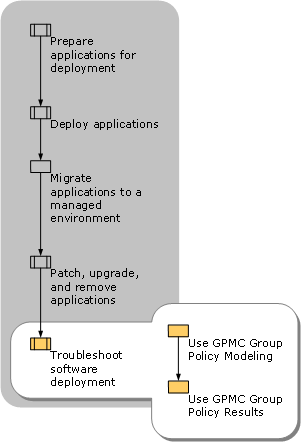 Prepare
applications for
deployment
Deploy applications
Migrate
applications to a
managed
environment
Patch, upgrade,
and remove
applications
Troubleshoot
software
deployment
Use GPMC Group
Policy Modeling
Use GPMC Group
Policy Results